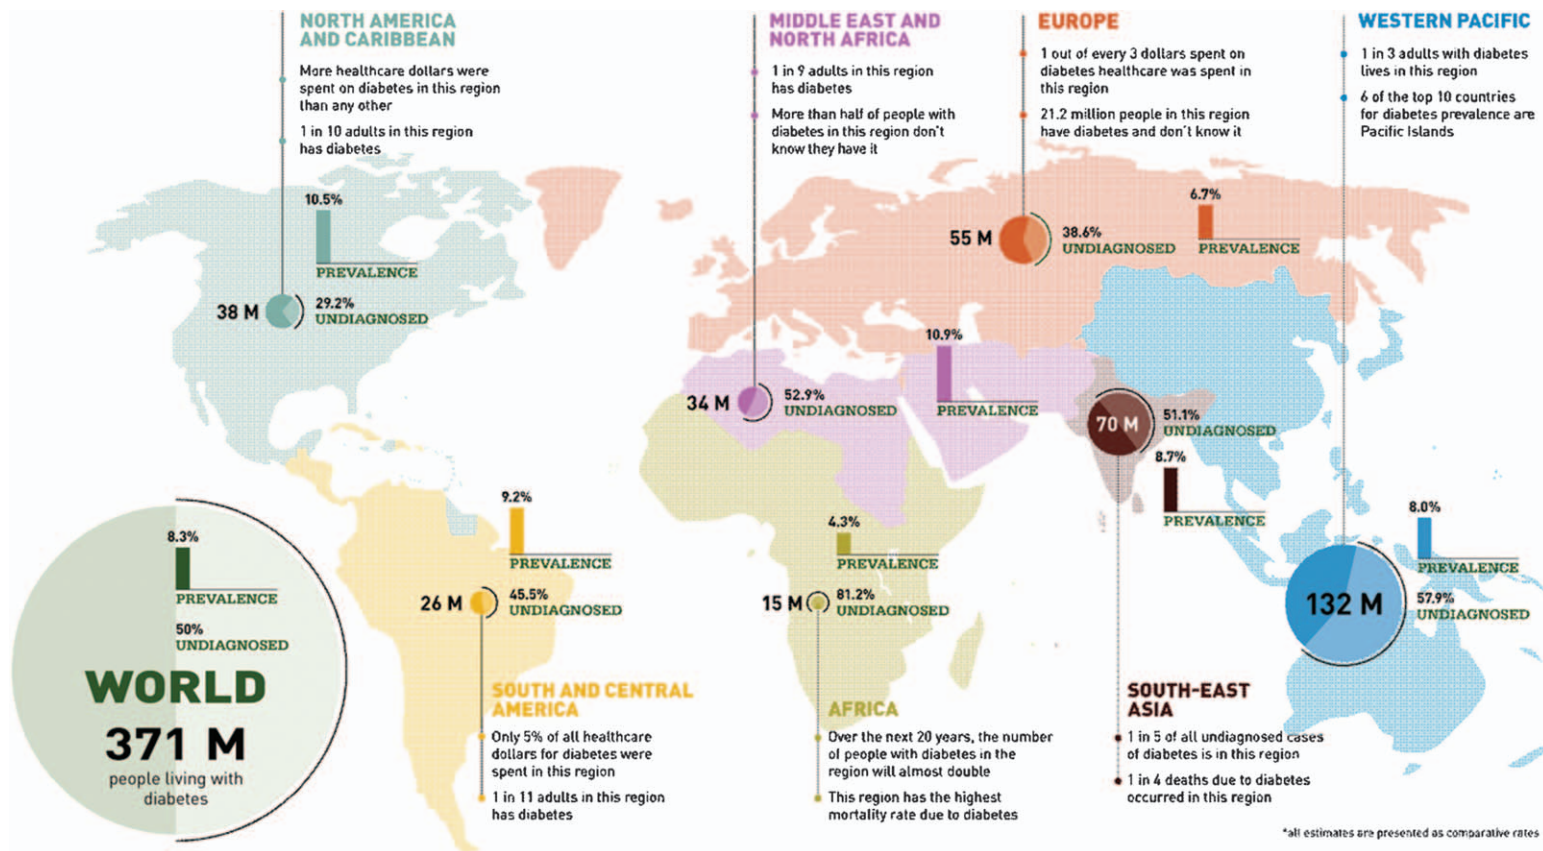 NORTH AMERICA
AND CARIBBEAN
More healthcare dollars were
spent on diabetes in this region
than any other
1 in 10 adults in this region
has diabetes
10.5%
PREVALENCE
38 M
29.2%
UNDIAGNOSED
MIDDLE EAST AND
NORTH AFRICA
1 in 9 adults in this region
has diabetes
More than half of people with
diabetes in this region don't
know they have it
34 M
52.9%
UNDIAGNOSED
10.9%
PREVALENCE
EUROPE
1 out of every 3 dollars spent on
diabetes healthcare was spent in
this region
21.2 million people in this region
have diabetes and don't know it
55 M
38.6%
UNDIAGNOSED
6.7%
PREVALENCE
WESTERN PACIFIC
1 in 3 adults with diabetes
lives in this region
6 of the top 10 countries
for diabetes prevalence are
Pacific Islands
8.0%
PREVALENCE
132 M
57.9%
UNDIAGNOSED
70 M
51.1%
UNDIAGNOSED
8.7%
PREVALENCE
SOUTH-EAST
ASIA
1 in 5 of all undiagnosed cases
of diabetes is in this region
1 in 4 deaths due to diabetes
occurred in this region
4.3%
PREVALENCE
15 M
81.2%
UNDIAGNOSED
AFRICA
Over the next 20 years, the number
of people with diabetes in the
region will almost double
This region has the highest
mortality rate due to diabetes
9.2%
PREVALENCE
26 M
45.5%
UNDIAGNOSED
SOUTH AND CENTRAL
AMERICA
Only 5% of all healthcare
dollars for diabetes were
spent in this region
1 in 11 adults in this region
has diabetes
8.3%
PREVALENCE
50%
UNDIAGNOSED
WORLD
371 M
people living with
diabetes
*all estimates are presented as comparative rates